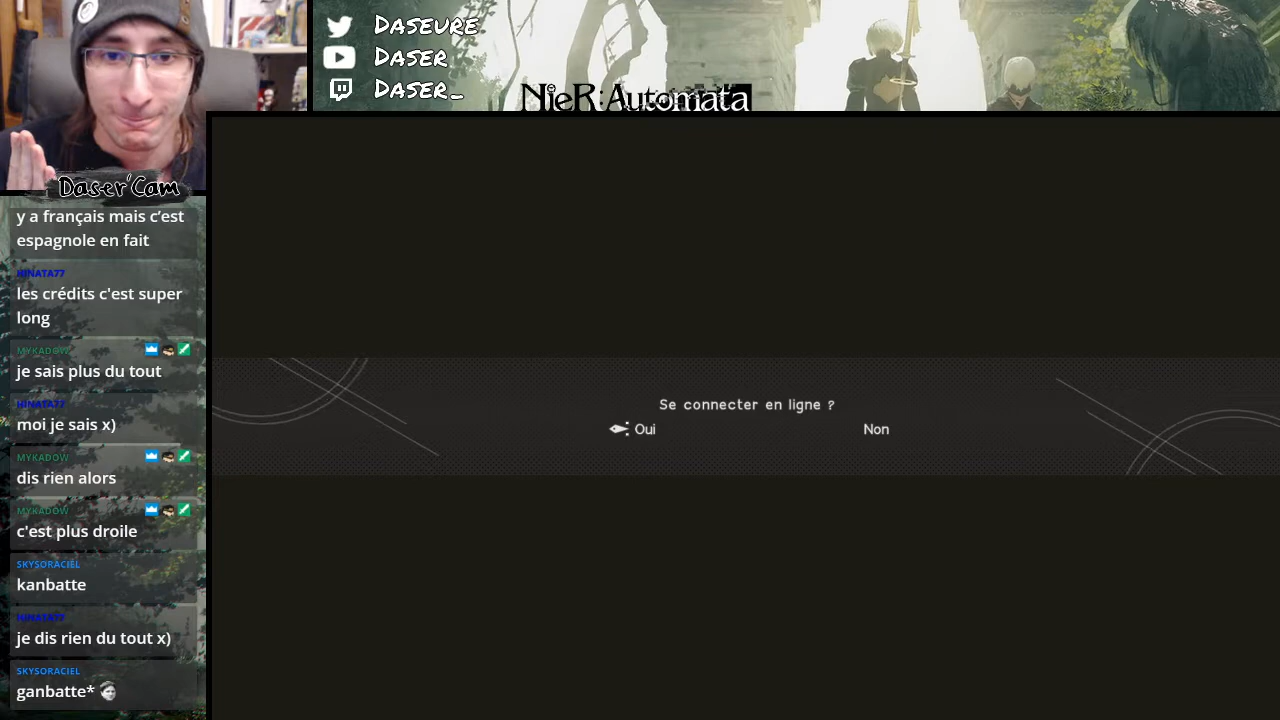 Daseure
Daser
Daser_
NieR:Automata
Daser'Cam
y a français mais c’est
espagnole en fait
HINATA77
les crédits c'est super
long
MYKADOW
je sais plus du tout
HINATA77
moi je sais x)
MYKADOW
dis rien alors
MYKADOW
c'est plus droile
SKYSORACIEL
kanbatte
HINATA77
je dis rien du tout x)
SKYSORACIEL
ganbatte*
Se connecter en ligne ?
Oui
Non